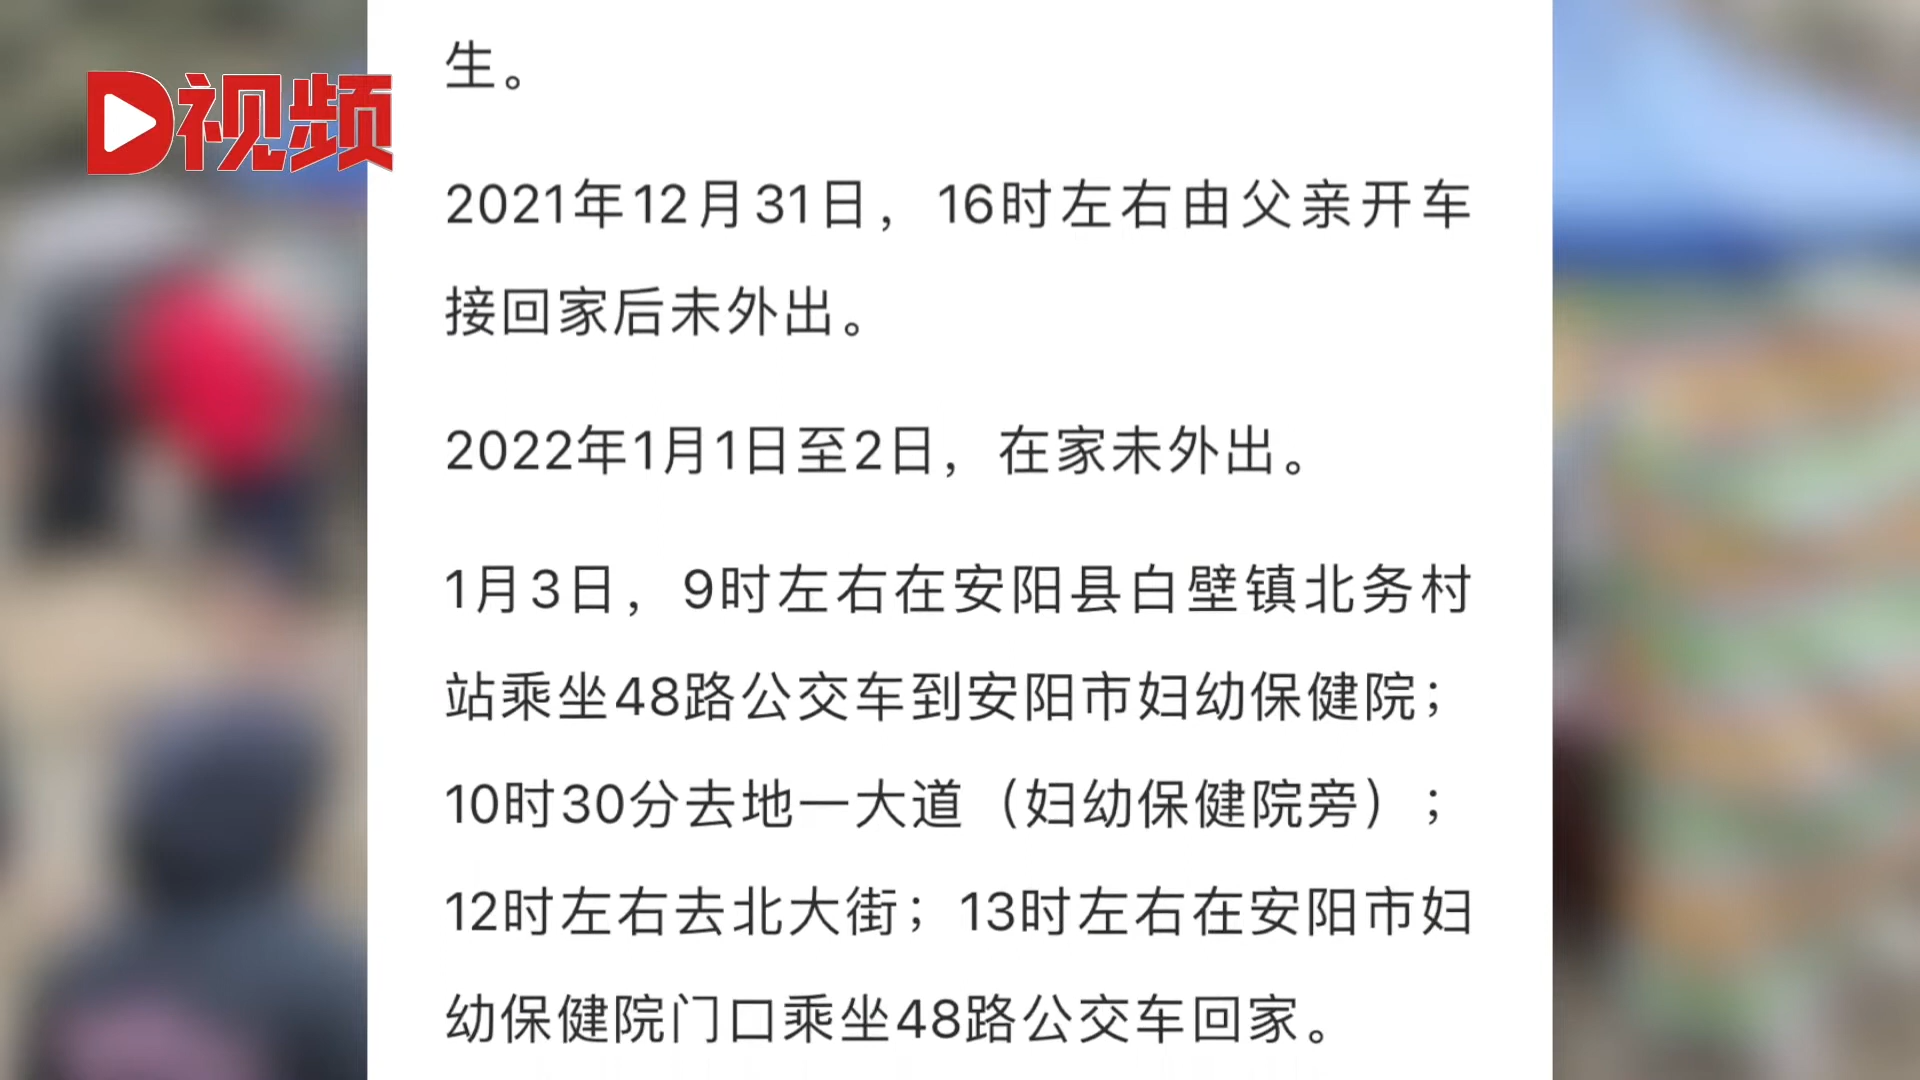 生。
D视频
2021年12月31日，16时左右由父亲开车
接回家后未外出。
2022年1月1日至2日，在家未外出。
1月3日，9时左右在安阳县白壁镇北务村
站乘坐48路公交车到安阳市妇幼保健院；
10时30分去地一大道（妇幼保健院旁）；
12时左右去北大街；13时左右在安阳市妇
幼保健院门口乘坐48路公交车回家。